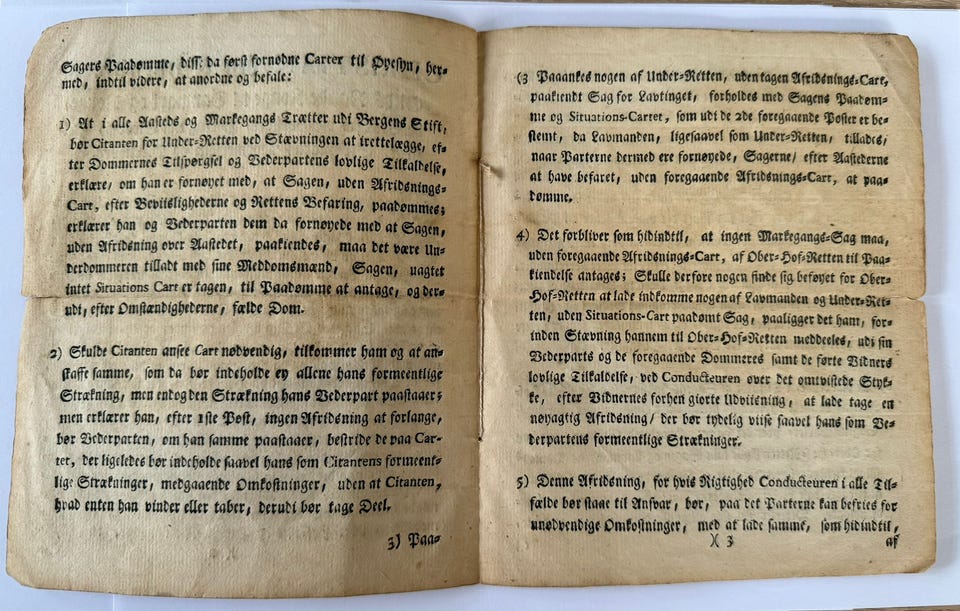 Sagers Paadømme, diss: da først fornødne Carter til Øyesyn, her-
med, indtil videre, at anordne og befale:
1) At i alle Aasteds og Markegangs Trætter udi Bergens Stift,
bør Citanten for Under-Retten ved Stævningen at irettelægge, ef-
ter Dommernes Tilspørgsel og Vederpartens lovlige Tilkaldelse,
erklære, om han er fornøyet med, at Sagen, uden Afridsnings-
Cart, efter Beviisslighederne og Rettens Befaring, paadømmes;
erklærer han og Vederparten dem da fornøyede med at Sagen,
uden Afridsning over Aastedet, paakiendes, maa det være Un-
derdommeren tilladt med sine Meddomsmænd, Sagen, uagtet
intet Situations Cart er tagen, til Paadømme at antage, og der-
udi, efter Omstændighederne, fælde Dom.
2) Skulde Citanten ansee Cart nødvendig, tilkommer ham og at an-
skaffe samme, som da bør indeholde ey allene hans formeentlige
Strækning, men endog den Strækning hans Vederpart paastaaer;
men erklærer han, efter 1ste Post, ingen Afridsning at forlange,
bør Vederparten, om han samme paastaaer, bestride de paa Car-
tet, der ligeledes bør indeholde saavel hans som Citantens formeent-
lige Strækninger, medgaaende Omkostninger, uden at Citanten,
hvad enten han vinder eller taber, derudi bør tage Deel.
3) Paa-
(3 Paaankes nogen af Under-Retten, uden tagen Afridsnings-Cart,
paakiendt Sag for Lavtinget, forholdes med Sagens Paadøm-
me og Situations-Cartet, som udi de 2de foregaaende Poster er be-
stemt, da Lavmanden, ligesaavel som Under-Retten, tillades,
naar Parterne dermed ere fornøyede, Sagerne/ efter Aastederne
at have befaret, uden foregaaende Afridsnings-Cart, at paa-
dømme.
4) Det forbliver som hidindtil, at ingen Markegangs-Sag maa,
uden foregaaende Afridsnings-Cart, af Ober-Hof-Retten til Paa-
kiendelse antages; Skulle derfore nogen finde sig beføyet for Ober-
Hof-Retten at lade indkomme nogen af Lavmanden og Under-Ret-
ten, uden Situations-Cart paadømt Sag, paaligger det ham, for-
inden Stævning hannem til Ober-Hof-Retten meddeeles, udi sin
Vederparts og de foregaaende Dommeres samt de førte Vidners
lovlige Tilkaldelse, ved Conducteuren over det omtvistede Styk-
ke, efter Vidnernes forhen giorte Udviisning, at lade tage en
nøyagtig Afridsning/ der bør tydelig viise saavel hans som Ve-
derpartens formeentlige Strækninger.
5) Denne Afridsning, for hvis Rigtighed Conducteuren i alle Til-
fælde bør staae til Ansvar, bør, paa det Parterne kan befries for
unødvendige Omkostninger, med at lade samme, som hidindtil,
)( 3 af